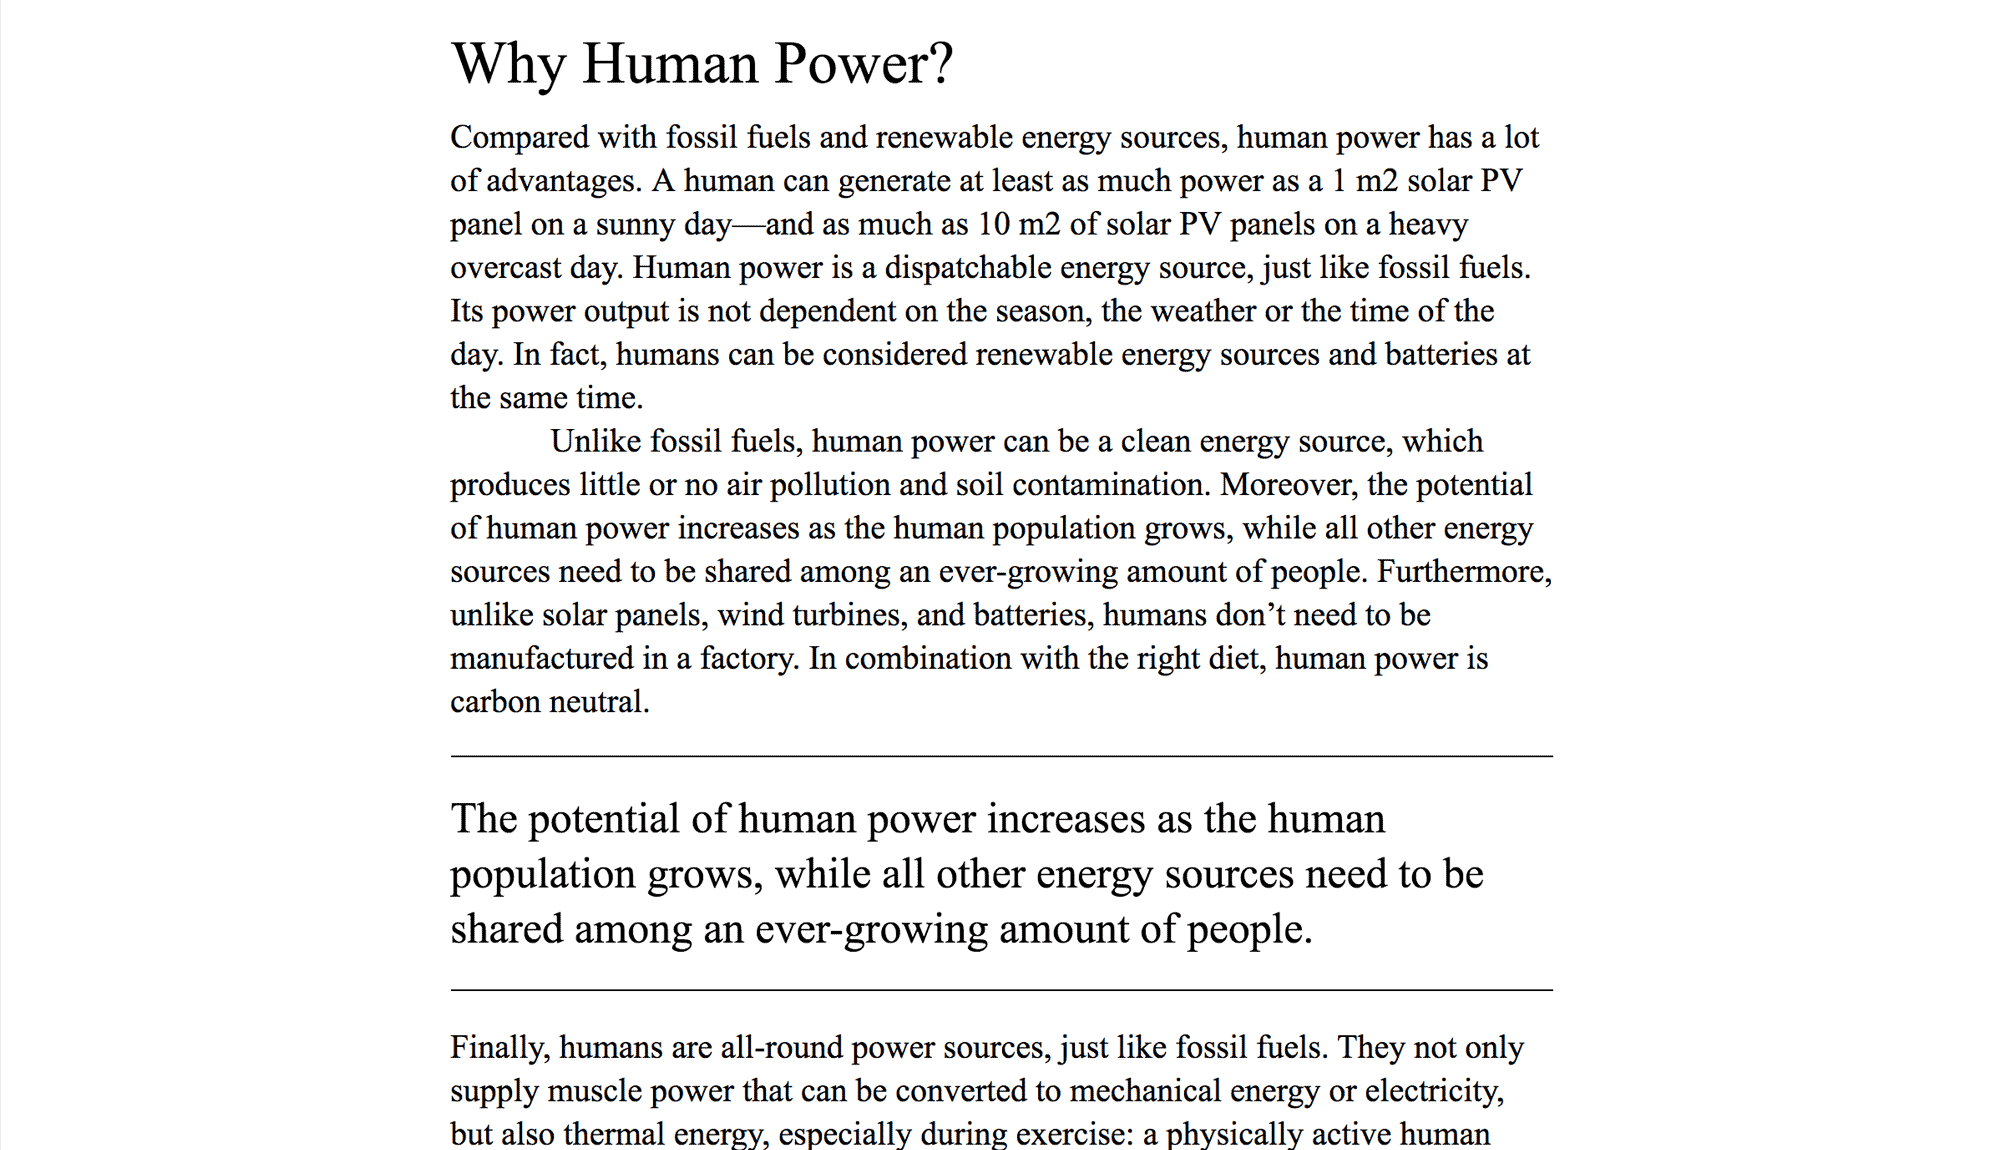 Why Human Power?
Compared with fossil fuels and renewable energy sources, human power has a lot
of advantages. A human can generate at least as much power as a 1 m2 solar PV
panel on a sunny day—and as much as 10 m2 of solar PV panels on a heavy
overcast day. Human power is a dispatchable energy source, just like fossil fuels.
Its power output is not dependent on the season, the weather or the time of the
day. In fact, humans can be considered renewable energy sources and batteries at
the same time.
Unlike fossil fuels, human power can be a clean energy source, which
produces little or no air pollution and soil contamination. Moreover, the potential
of human power increases as the human population grows, while all other energy
sources need to be shared among an ever-growing amount of people. Furthermore,
unlike solar panels, wind turbines, and batteries, humans don’t need to be
manufactured in a factory. In combination with the right diet, human power is
carbon neutral.
The potential of human power increases as the human
population grows, while all other energy sources need to be
shared among an ever-growing amount of people.
Finally, humans are all-round power sources, just like fossil fuels. They not only
supply muscle power that can be converted to mechanical energy or electricity,
but also thermal energy, especially during exercise: a physically active human